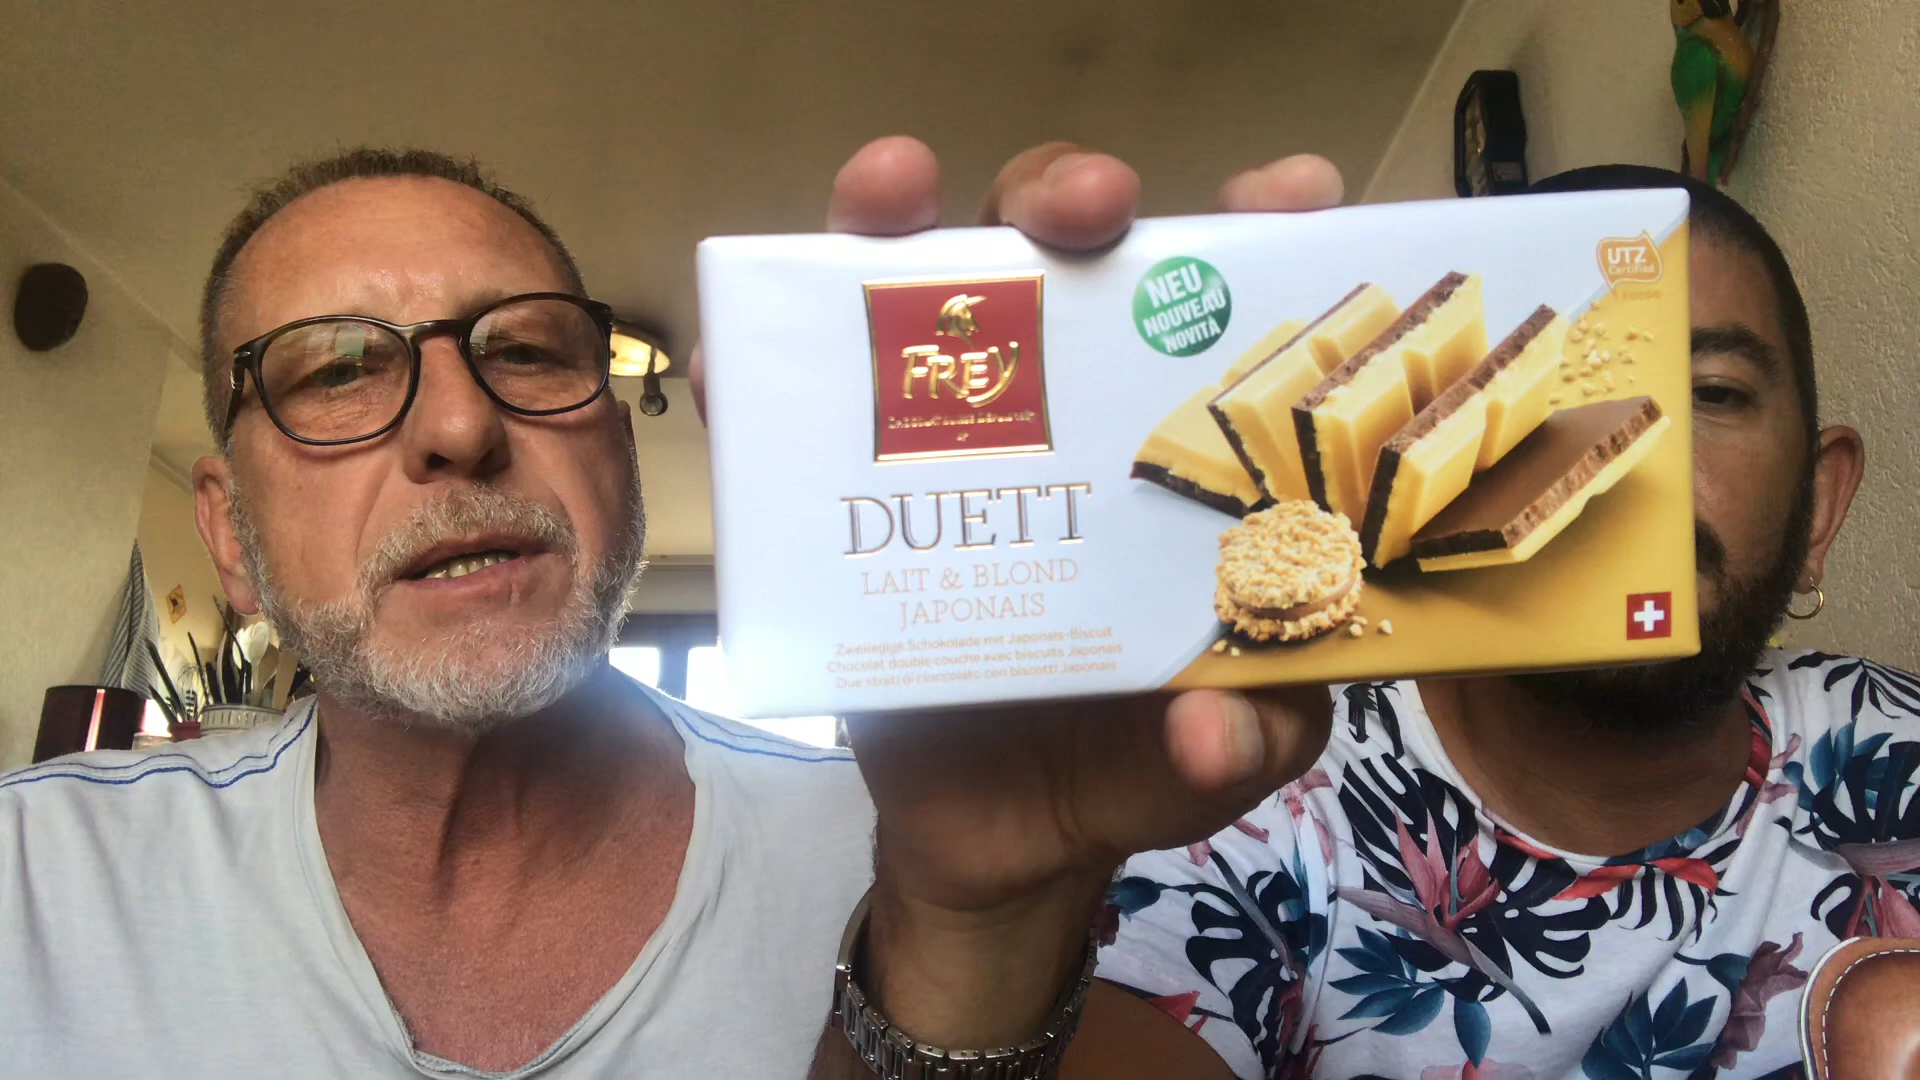 FREY
DUETT
LAIT & BLOND
JAPONAIS
Zweilagige Schokolade mit Japonais-Biscuit
Chocolat double couche avec biscuits Japonais
Due strati di cioccolato con biscotti Japonais
NEU
NOUVEAU
NOVITÀ
UTZ
Certified